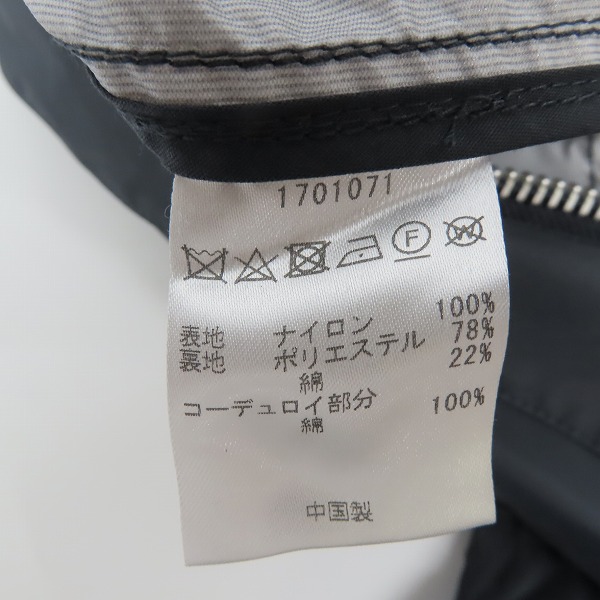 1701071
F W
100%
表地 ナイロン 78%
裏地 ポリエステル 22%
綿
コーデュロイ部分 100%
綿
中国製